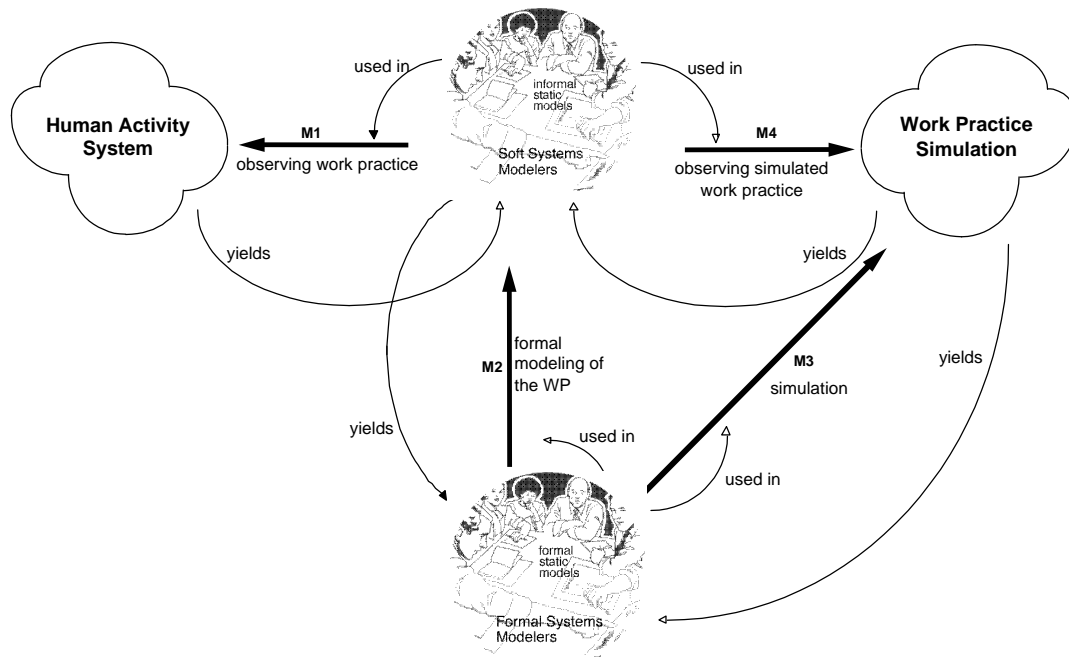 used in
used in
informal
static
models
Human Activity
System
M1
observing work practice
Soft Systems
Modelers
M4
observing simulated
work practice
Work Practice
Simulation
yields
yields
M2
formal
modeling of
the WP
M3
simulation
yields
yields
used in
used in
formal
static
models
Formal Systems
Modelers